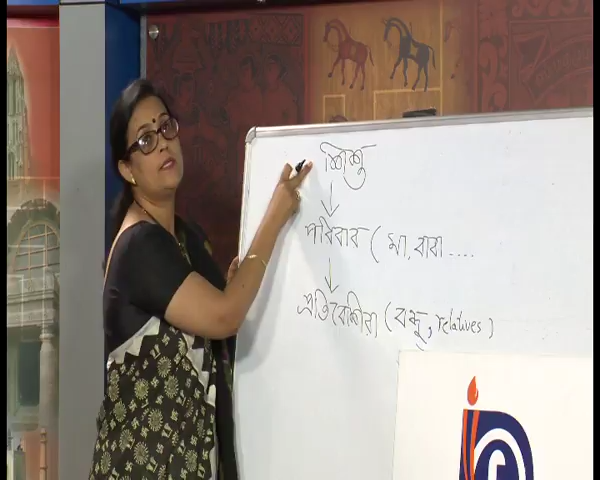 শিশু
↓
পরিবার ( মা, বাবা ....
↓
প্রতিবেশীরা ( বন্ধু, relatives )